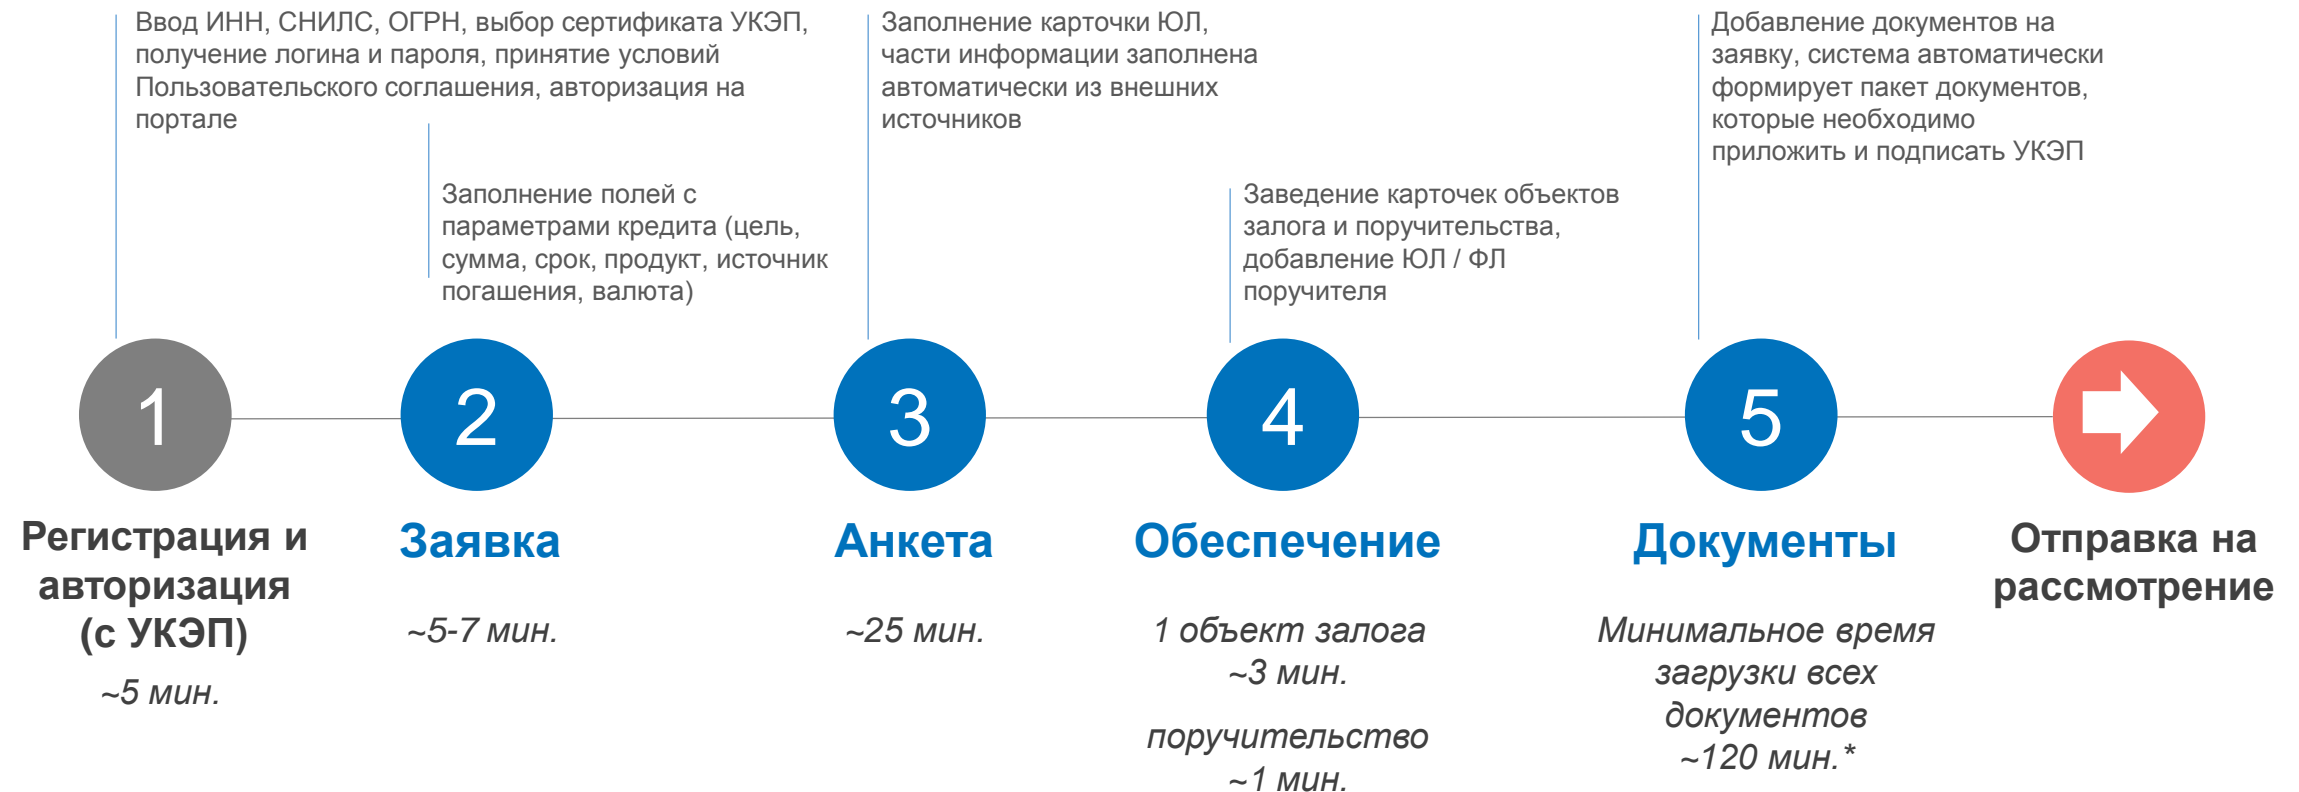 Ввод ИНН, СНИЛС, ОГРН, выбор сертификата УКЭП,
получение логина и пароля, принятие условий
Пользовательского соглашения, авторизация на
портале
Заполнение полей с
параметрами кредита (цель,
сумма, срок, продукт, источник
погашения, валюта)
Заполнение карточки ЮЛ,
части информации заполнена
автоматически из внешних
источников
Заведение карточек объектов
залога и поручительства,
добавление ЮЛ / ФЛ
поручителя
Добавление документов на
заявку, система автоматически
формирует пакет документов,
которые необходимо
приложить и подписать УКЭП
1
2
3
4
5
Регистрация и
авторизация
(с УКЭП)
~5 мин.
Заявка
~5-7 мин.
Анкета
~25 мин.
Обеспечение
1 объект залога
~3 мин.
поручительство
~1 мин.
Документы
Минимальное время
загрузки всех
документов
~120 мин.*
Отправка на
рассмотрение